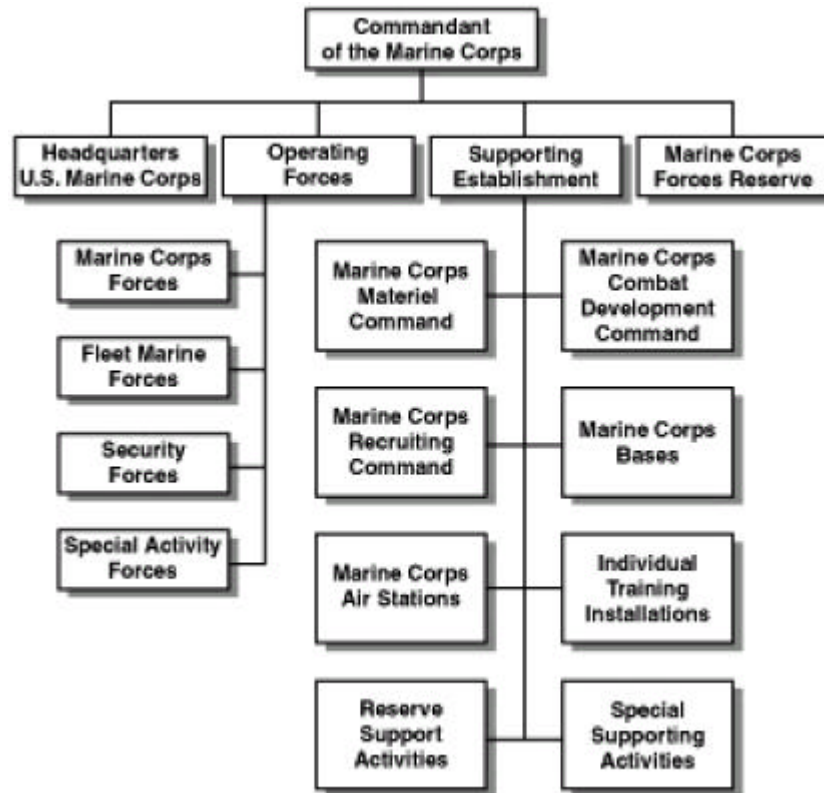 Commandant
of the Marine Corps
Headquarters
U.S. Marine Corps
Operating
Forces
Supporting
Establishment
Marine Corps
Forces Reserve
Marine Corps
Forces
Fleet Marine
Forces
Security
Forces
Special Activity
Forces
Marine Corps
Materiel
Command
Marine Corps
Combat
Development
Command
Marine Corps
Recruiting
Command
Marine Corps
Bases
Marine Corps
Air Stations
Individual
Training
Installations
Reserve
Support
Activities
Special
Supporting
Activities